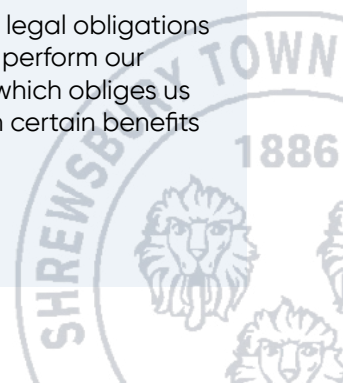 legal obligations
perform our
which obliges us
certain benefits
SHREWSBURY TOWN
1886